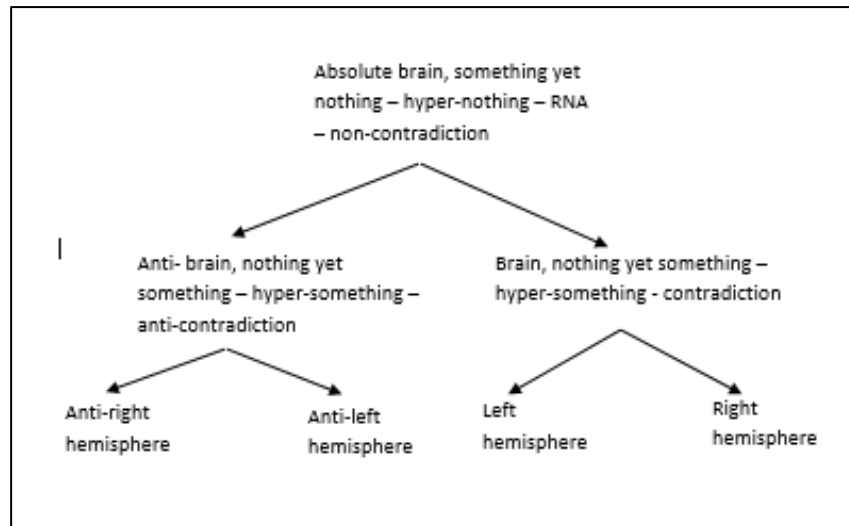 Absolute brain, something yet
nothing – hyper-nothing – RNA
– non-contradiction
Anti- brain, nothing yet
something – hyper-something –
anti-contradiction
Brain, nothing yet something –
hyper-something - contradiction
Anti-right
hemisphere
Anti-left
hemisphere
Left
hemisphere
Right
hemisphere